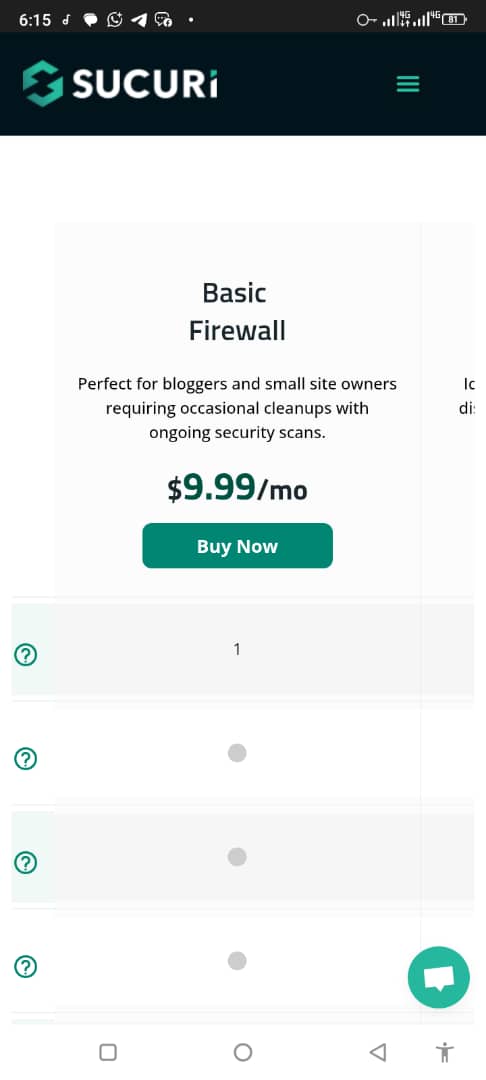 6:15
4G
4G
81
SUCURi
Basic
Firewall
Perfect for bloggers and small site owners
requiring occasional cleanups with
ongoing security scans.
Ic
di
$9.99/mo
Buy Now
?
1
?
?
?